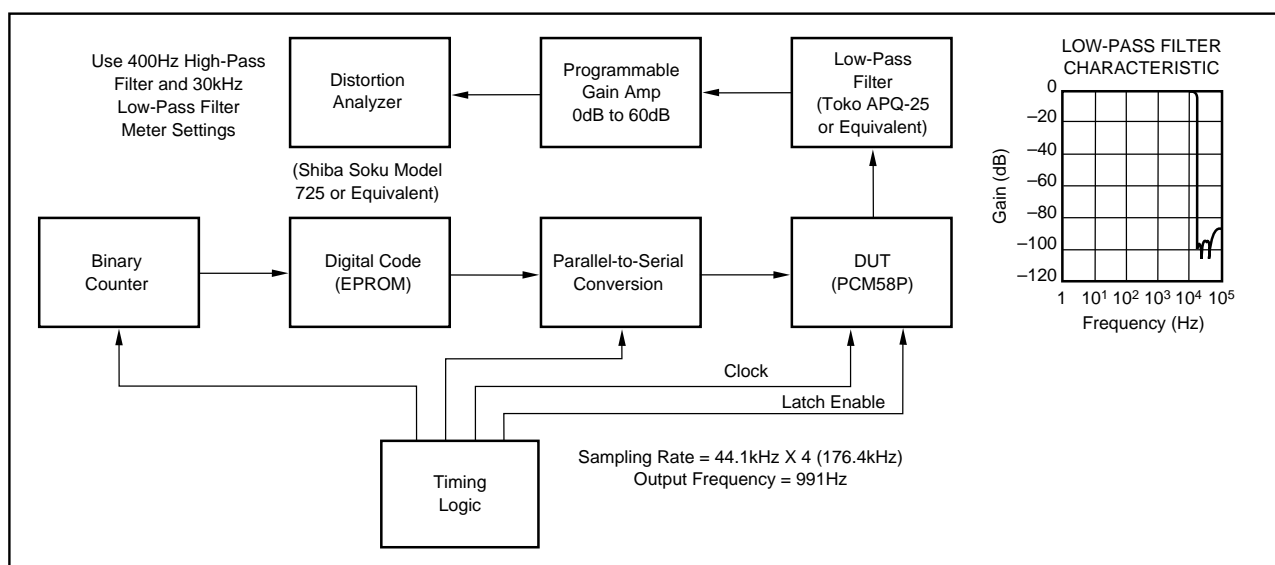 Use 400Hz High-Pass
Filter and 30kHz
Low-Pass Filter
Meter Settings
Distortion
Analyzer
(Shiba Soku Model
725 or Equivalent)
Programmable
Gain Amp
0dB to 60dB
Low-Pass
Filter
(Toko APQ-25
or Equivalent)
Binary
Counter
Digital Code
(EPROM)
Parallel-to-Serial
Conversion
DUT
(PCM58P)
Clock
Latch Enable
Timing
Logic
Sampling Rate = 44.1kHz X 4 (176.4kHz)
Output Frequency = 991Hz
LOW-PASS FILTER
CHARACTERISTIC
Gain (dB)
0
–20
–40
–60
–80
–100
–120
1 10¹ 10² 10³ 10⁴ 10⁵
Frequency (Hz)